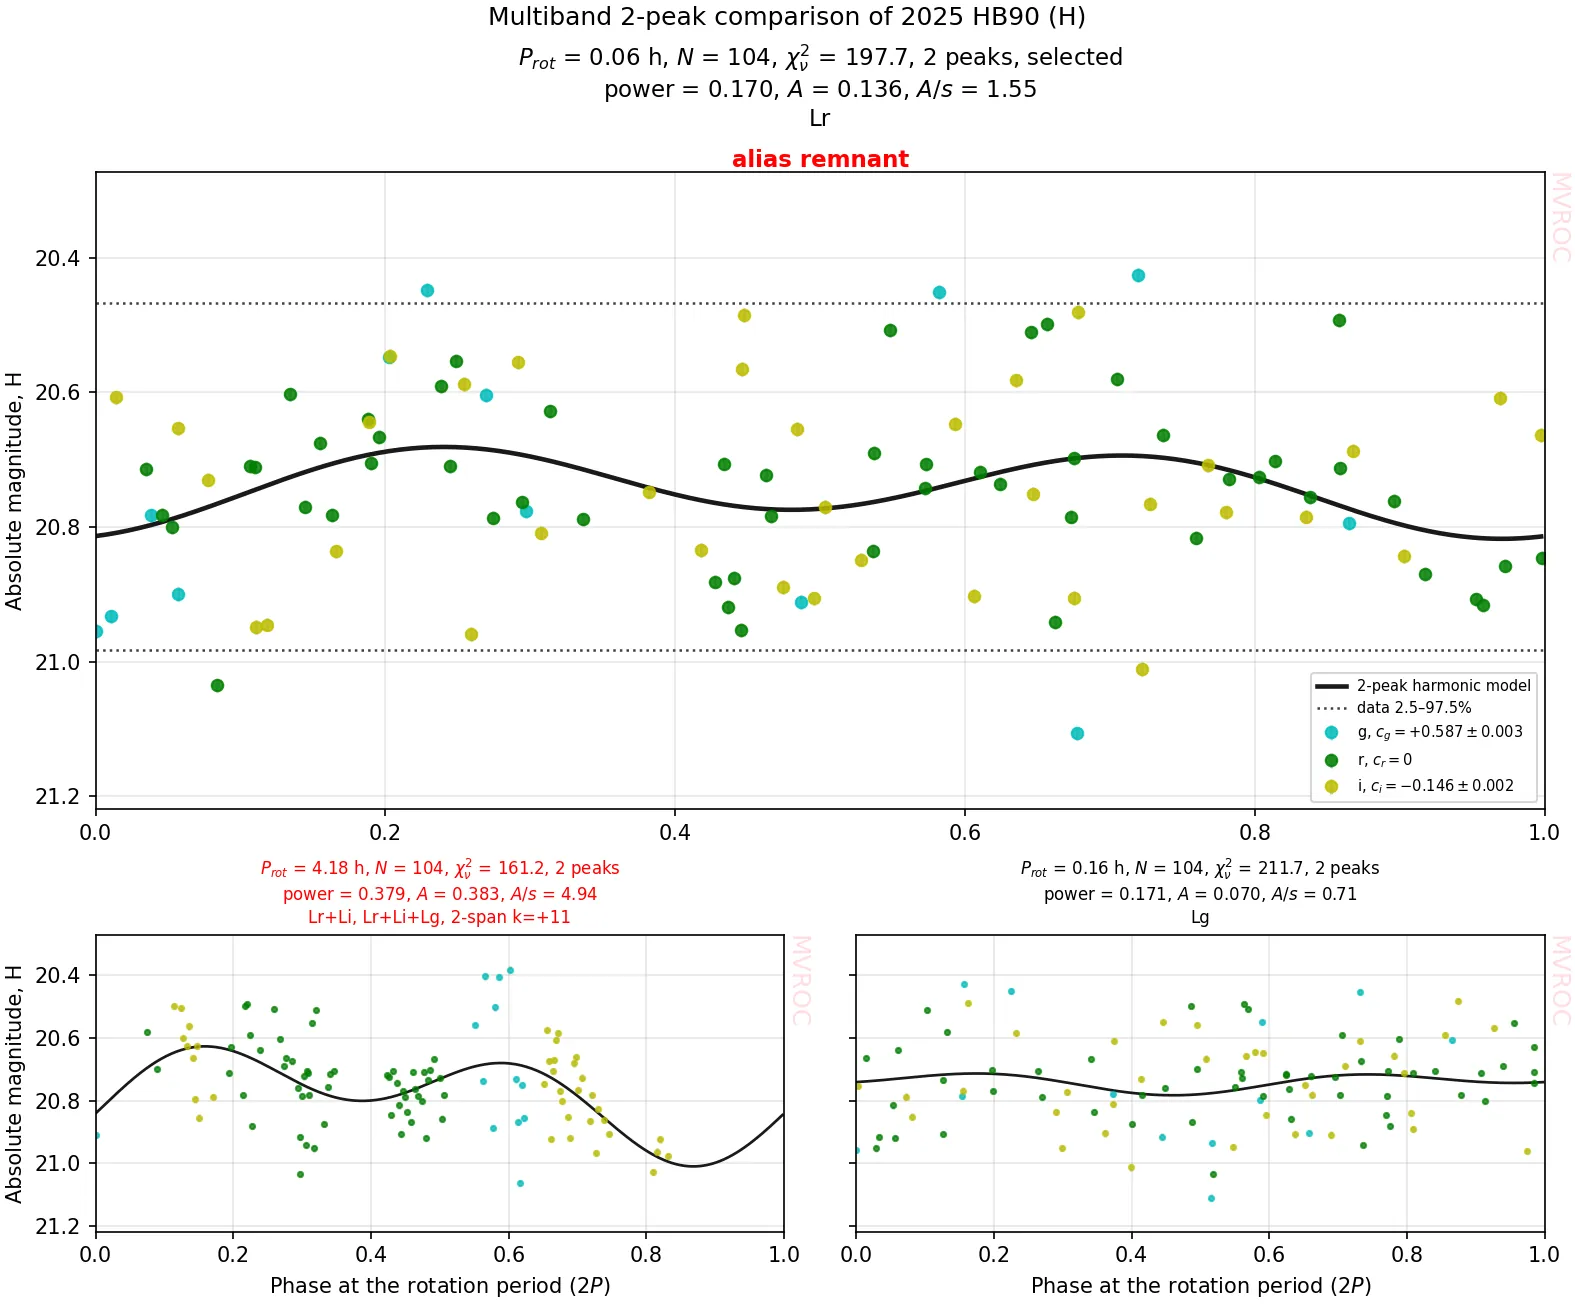 Multiband 2-peak comparison of 2025 HB90 (H)
P_rot = 0.06 h, N = 104, χ²_ν = 197.7, 2 peaks, selected
power = 0.170, A = 0.136, A/s = 1.55
Lr
alias remnant
MVROC
Absolute magnitude, H
20.4
20.6
20.8
21.0
21.2
0.0 0.2 0.4 0.6 0.8 1.0
2-peak harmonic model
data 2.5–97.5%
g, c_g = +0.587 ± 0.003
r, c_r = 0
i, c_i = −0.146 ± 0.002
P_rot = 4.18 h, N = 104, χ²_ν = 161.2, 2 peaks
power = 0.379, A = 0.383, A/s = 4.94
Lr+Li, Lr+Li+Lg, 2-span k=+11
MVROC
Absolute magnitude, H
20.4
20.6
20.8
21.0
21.2
0.0 0.2 0.4 0.6 0.8 1.0
Phase at the rotation period (2P)
P_rot = 0.16 h, N = 104, χ²_ν = 211.7, 2 peaks
power = 0.171, A = 0.070, A/s = 0.71
Lg
MVROC
0.0 0.2 0.4 0.6 0.8 1.0
Phase at the rotation period (2P)